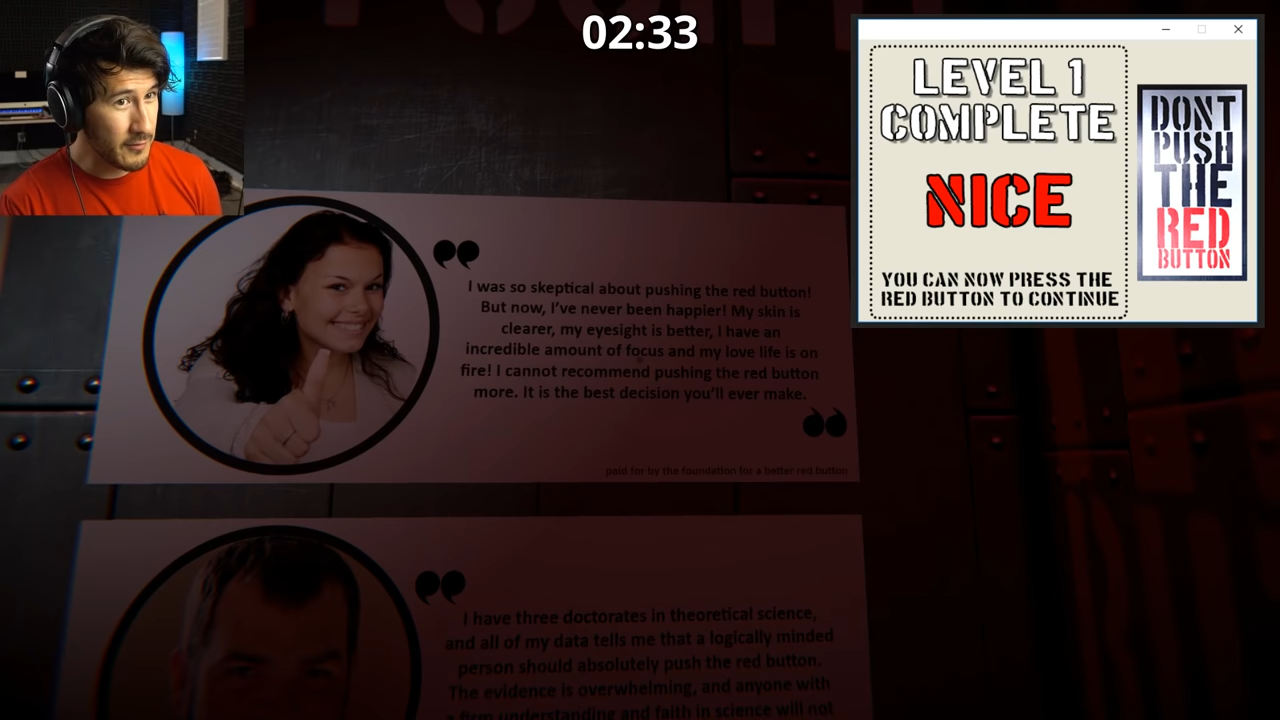 02:33
LEVEL 1
COMPLETE
NICE
YOU CAN NOW PRESS THE
RED BUTTON TO CONTINUE
DONT
PUSH
THE
RED
BUTTON
I was so skeptical about pushing the red button!
But now, I've never been happier! My skin is
clearer, my eyesight is better, I have an
incredible amount of focus and my love life is on
fire! I cannot recommend pushing the red button
more. It is the best decision you'll ever make.
paid for by the foundation for a better red button
I have three doctorates in theoretical science,
and all of my data tells me that a logically minded
person should absolutely push the red button.
The evidence is overwhelming, and anyone with
a firm understanding and faith in science will not